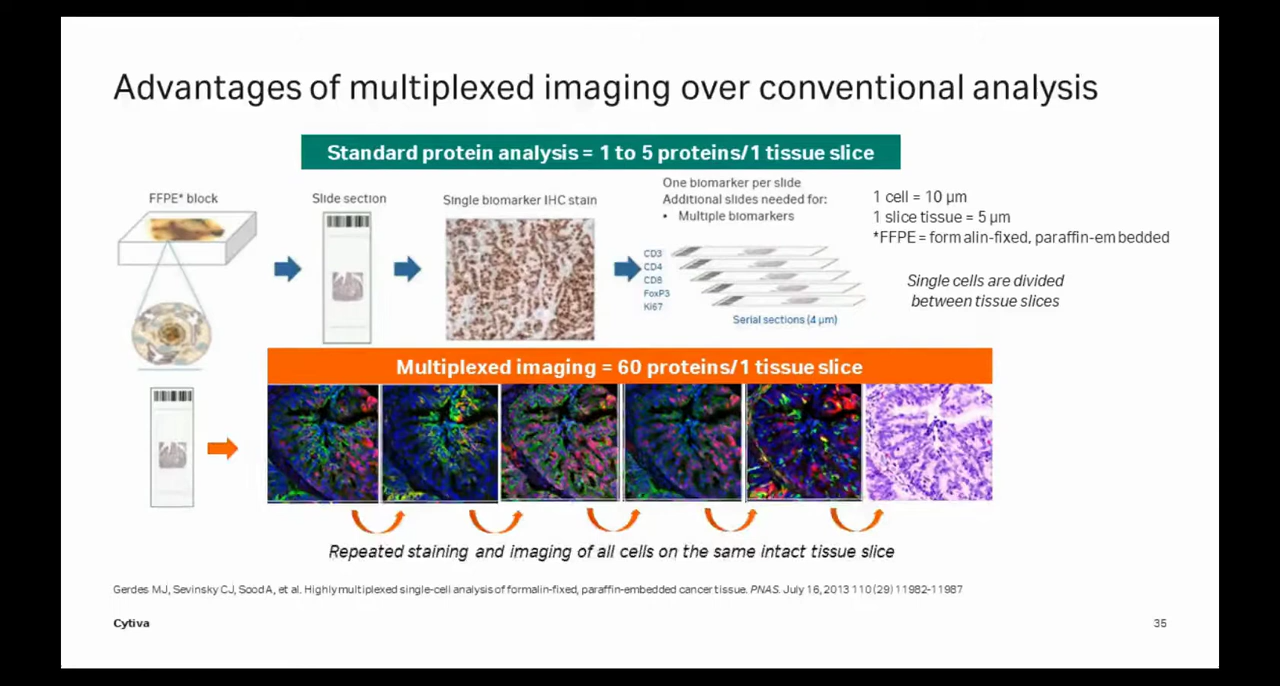 Advantages of multiplexed imaging over conventional analysis
Standard protein analysis = 1 to 5 proteins/1 tissue slice
FFPE* block
Slide section
Single biomarker IHC stain
One biomarker per slide
Additional slides needed for:
• Multiple biomarkers
CD3
CD4
CD8
FoxP3
Ki67
Serial sections (4 µm)
1 cell = 10 µm
1 slice tissue = 5 µm
*FFPE = formalin-fixed, paraffin-embedded
Single cells are divided
between tissue slices
Multiplexed imaging = 60 proteins/1 tissue slice
Repeated staining and imaging of all cells on the same intact tissue slice
Gerdes MJ, Sevinsky CJ, Sood A, et al. Highly multiplexed single-cell analysis of formalin-fixed, paraffin-embedded cancer tissue. PNAS. July 16, 2013 110 (29) 11982-11987
Cytiva
35